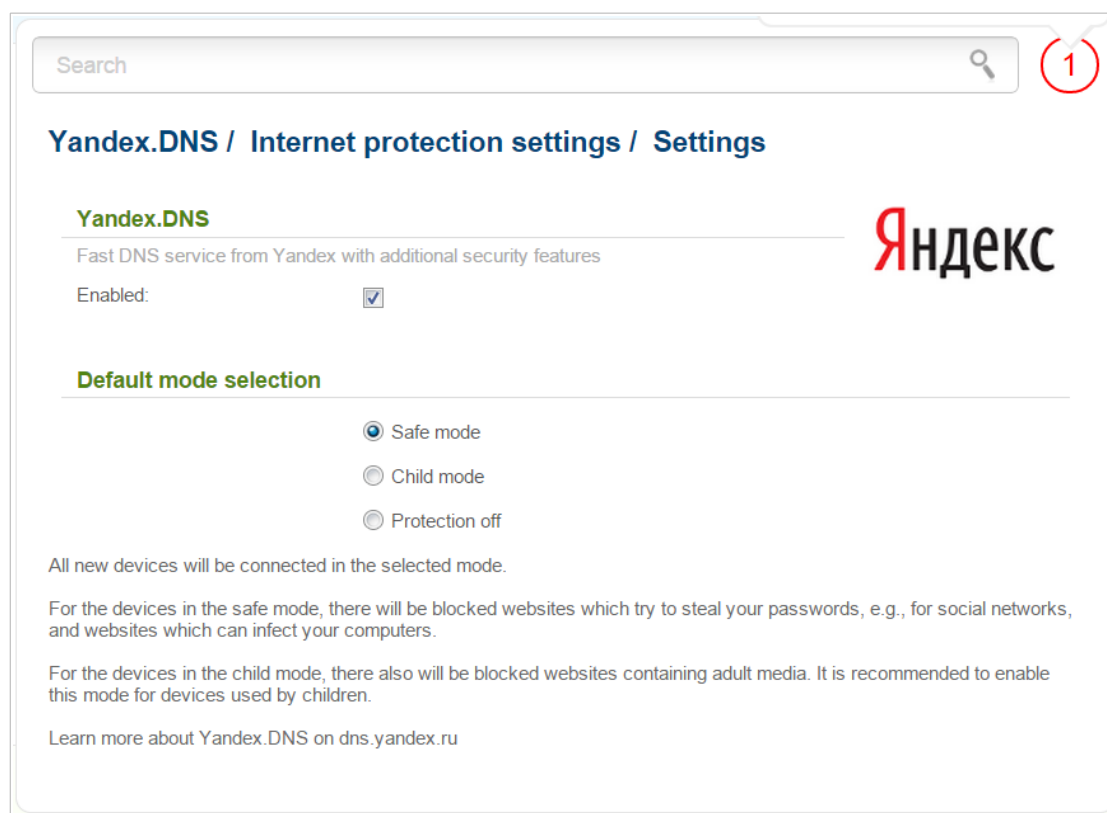 Search
1
Yandex.DNS / Internet protection settings / Settings
Yandex.DNS
Яндекс
Fast DNS service from Yandex with additional security features
Enabled:
Default mode selection
Safe mode
Child mode
Protection off
All new devices will be connected in the selected mode.
For the devices in the safe mode, there will be blocked websites which try to steal your passwords, e.g., for social networks,
and websites which can infect your computers.
For the devices in the child mode, there also will be blocked websites containing adult media. It is recommended to enable
this mode for devices used by children.
Learn more about Yandex.DNS on dns.yandex.ru